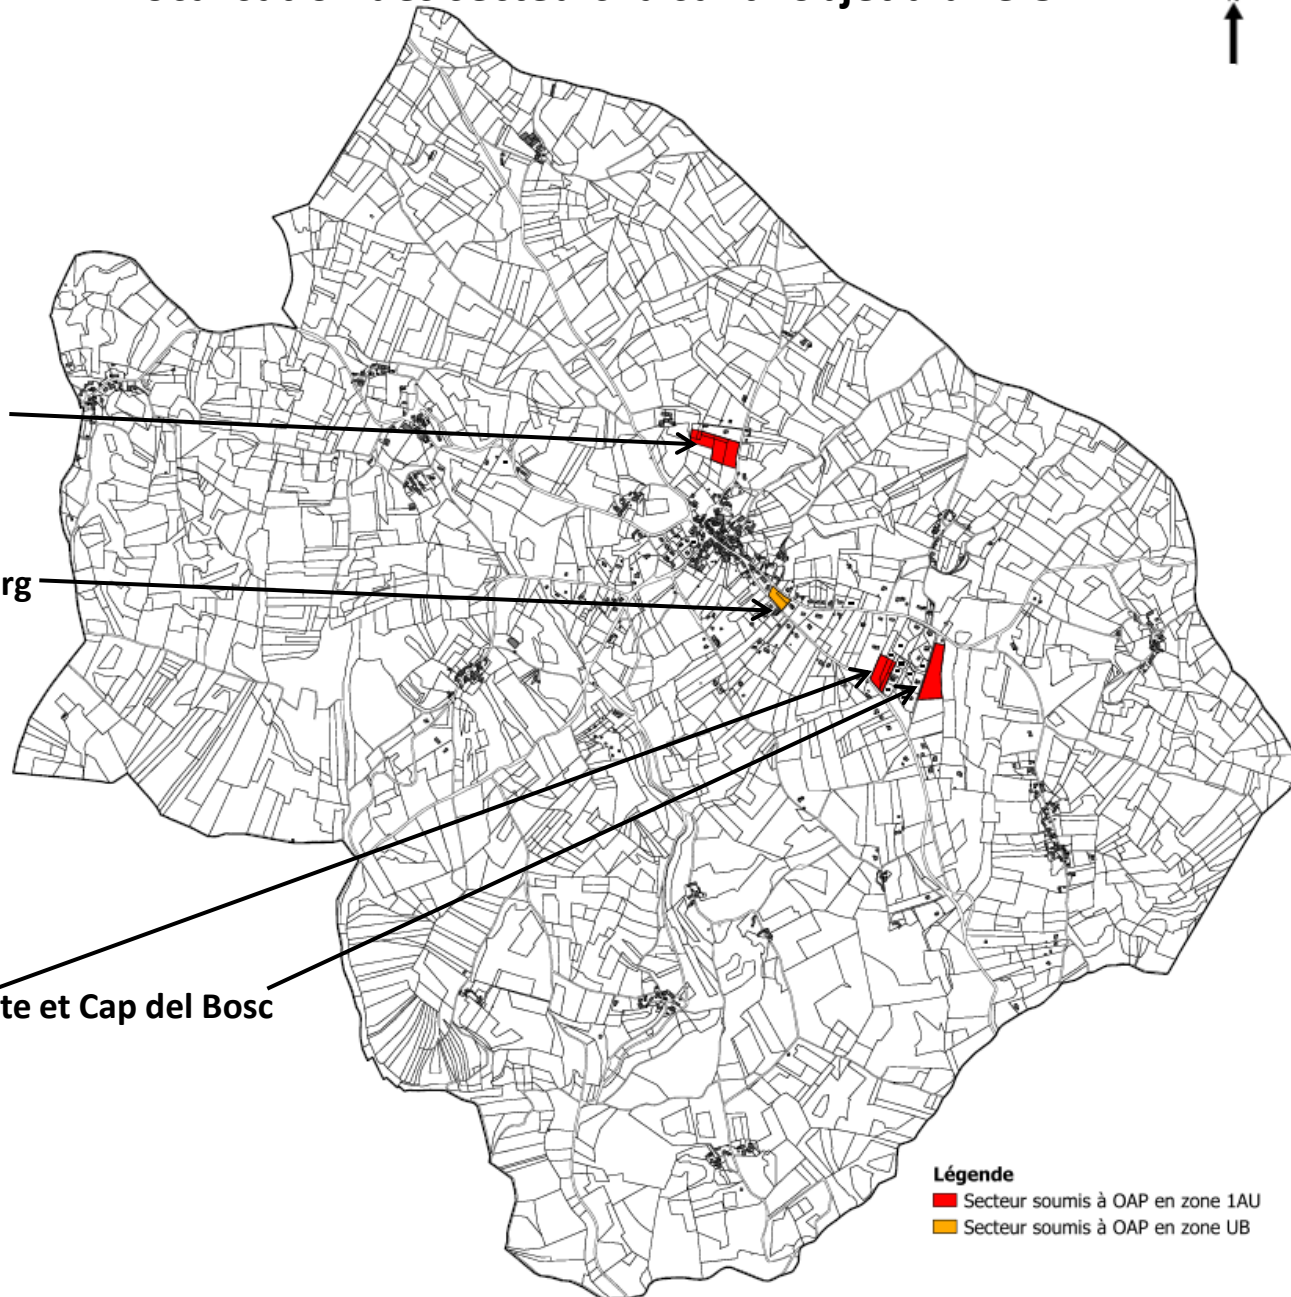 rg
te et Cap del Bosc
Légende
Secteur soumis à OAP en zone 1AU
Secteur soumis à OAP en zone UB